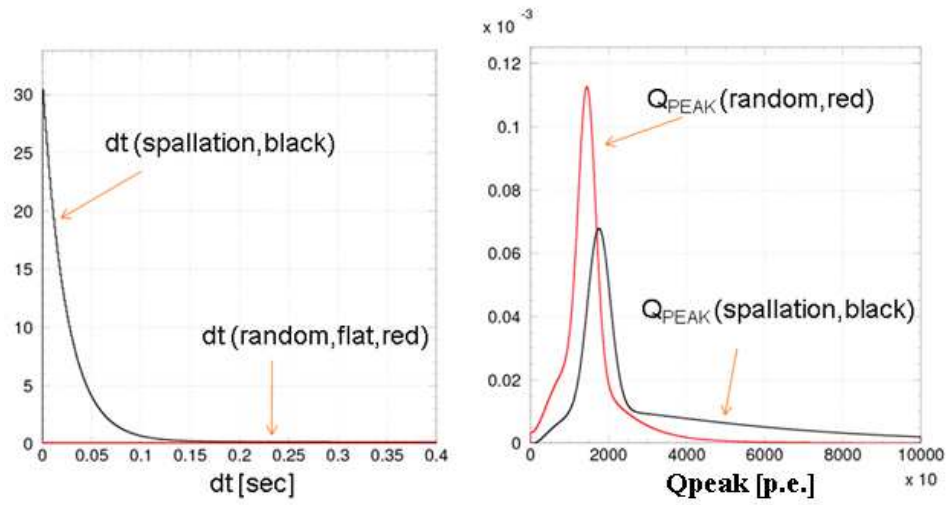 30
25
20
15
10
5
0
dt (spallation,black)
dt (random,flat,red)
0 0.05 0.1 0.15 0.2 0.25 0.3 0.35 0.4
dt [sec]
x 10 -3
0.12
0.1
0.08
0.06
0.04
0.02
0
QPEAK (random,red)
QPEAK (spallation,black)
0 2000 4000 6000 8000 10000
x 10
Qpeak [p.e.]